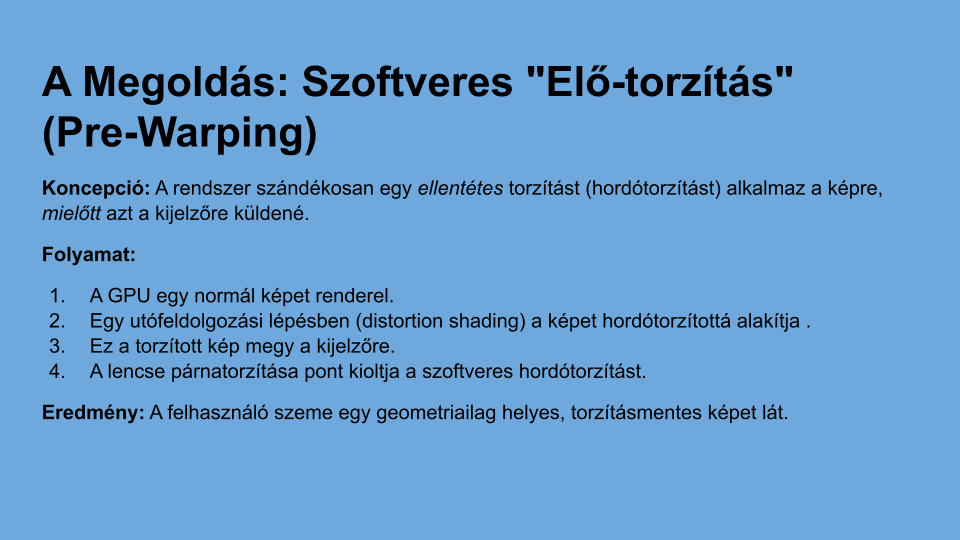 A Megoldás: Szoftveres "Elő-torzítás"
(Pre-Warping)
Koncepció: A rendszer szándékosan egy ellentétes torzítást (hordótorzítást) alkalmaz a képre,
mielőtt azt a kijelzőre küldené.
Folyamat:
1. A GPU egy normál képet renderel.
2. Egy utófeldolgozási lépésben (distortion shading) a képet hordótorzítottá alakítja .
3. Ez a torzított kép megy a kijelzőre.
4. A lencse párnatorzítása pont kioltja a szoftveres hordótorzítást.
Eredmény: A felhasználó szeme egy geometriailag helyes, torzításmentes képet lát.